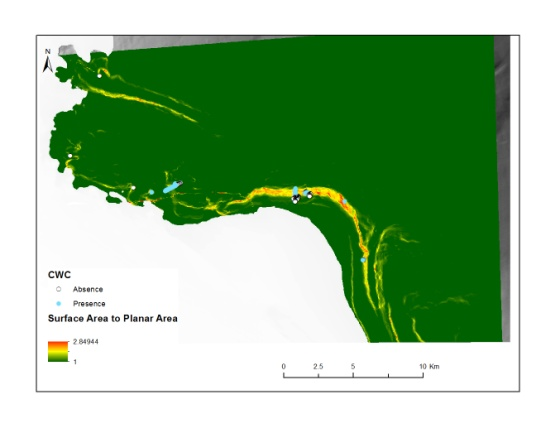 N
CWC
Absence
Presence
Surface Area to Planar Area
2.84944
1
0 2.5 5 10 Km